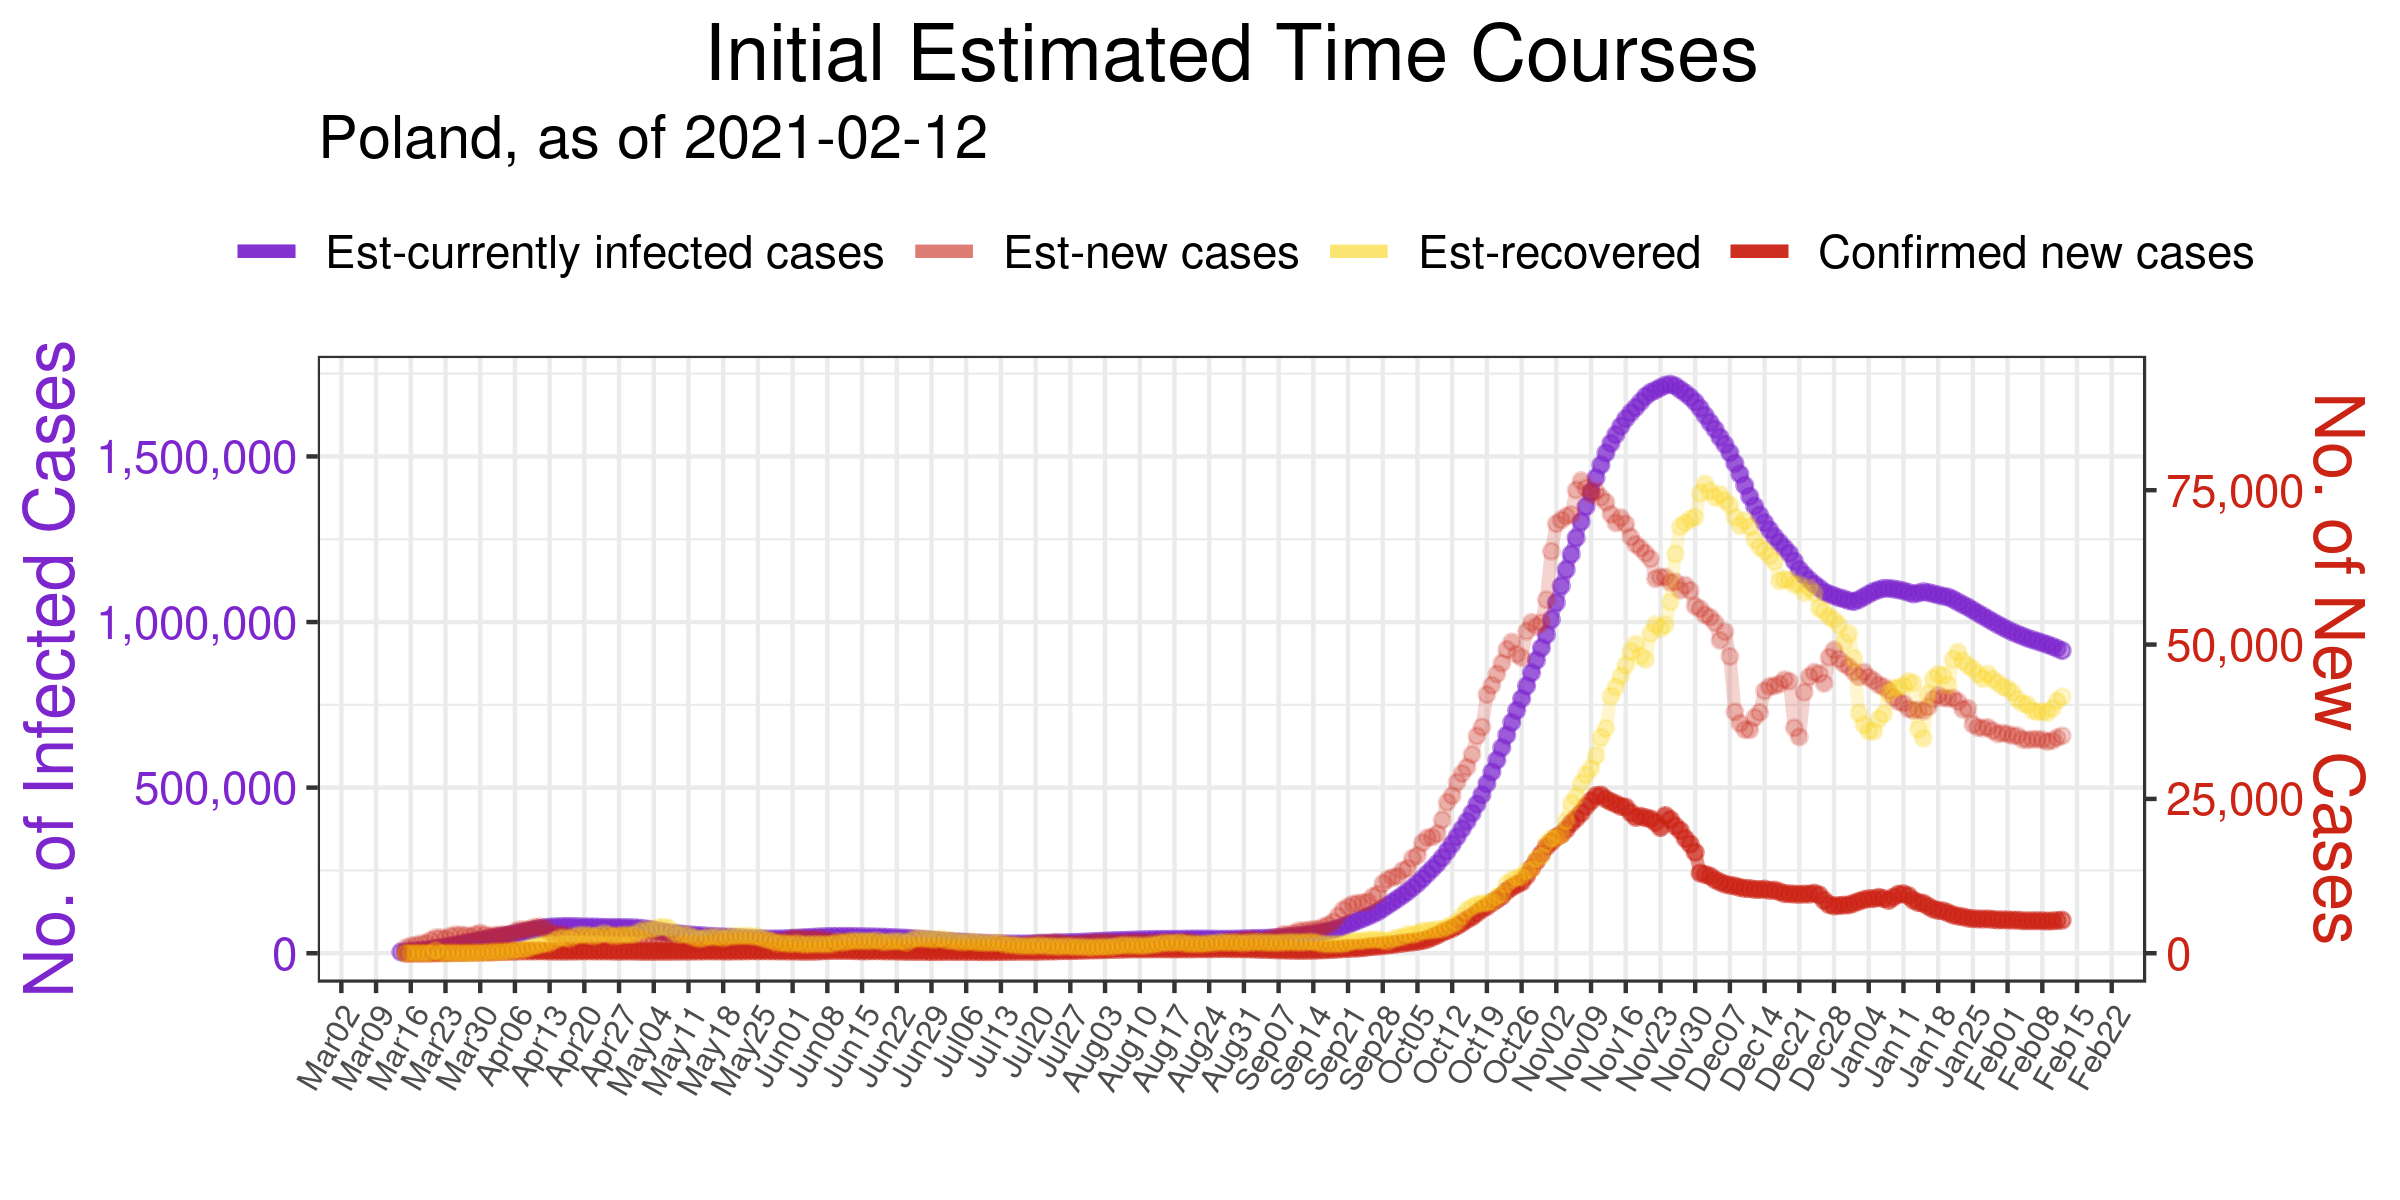 Initial Estimated Time Courses
Poland, as of 2021-02-12
Est-currently infected cases Est-new cases Est-recovered Confirmed new cases
No. of Infected Cases
1,500,000
1,000,000
500,000
0
75,000
50,000
25,000
0
No. of New Cases
Mar02 Mar09 Mar16 Mar23 Mar30 Apr06 Apr13 Apr20 Apr27 May04 May11 May18 May25 Jun01 Jun08 Jun15 Jun22 Jun29 Jul06 Jul13 Jul20 Jul27 Aug03 Aug10 Aug17 Aug24 Aug31 Sep07 Sep14 Sep21 Sep28 Oct05 Oct12 Oct19 Oct26 Nov02 Nov09 Nov16 Nov23 Nov30 Dec07 Dec14 Dec21 Dec28 Jan04 Jan11 Jan18 Jan25 Feb01 Feb08 Feb15 Feb22